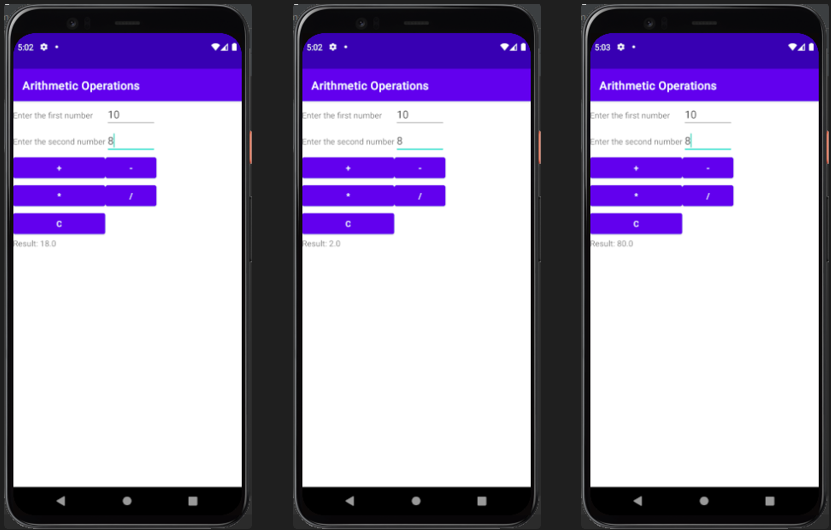 5:02
Arithmetic Operations
Enter the first number 10
Enter the second number 8
+ -
* /
C
Result: 18.0
5:02
Arithmetic Operations
Enter the first number 10
Enter the second number 8
+ -
* /
C
Result: 2.0
5:03
Arithmetic Operations
Enter the first number 10
Enter the second number 8
+ -
* /
C
Result: 80.0